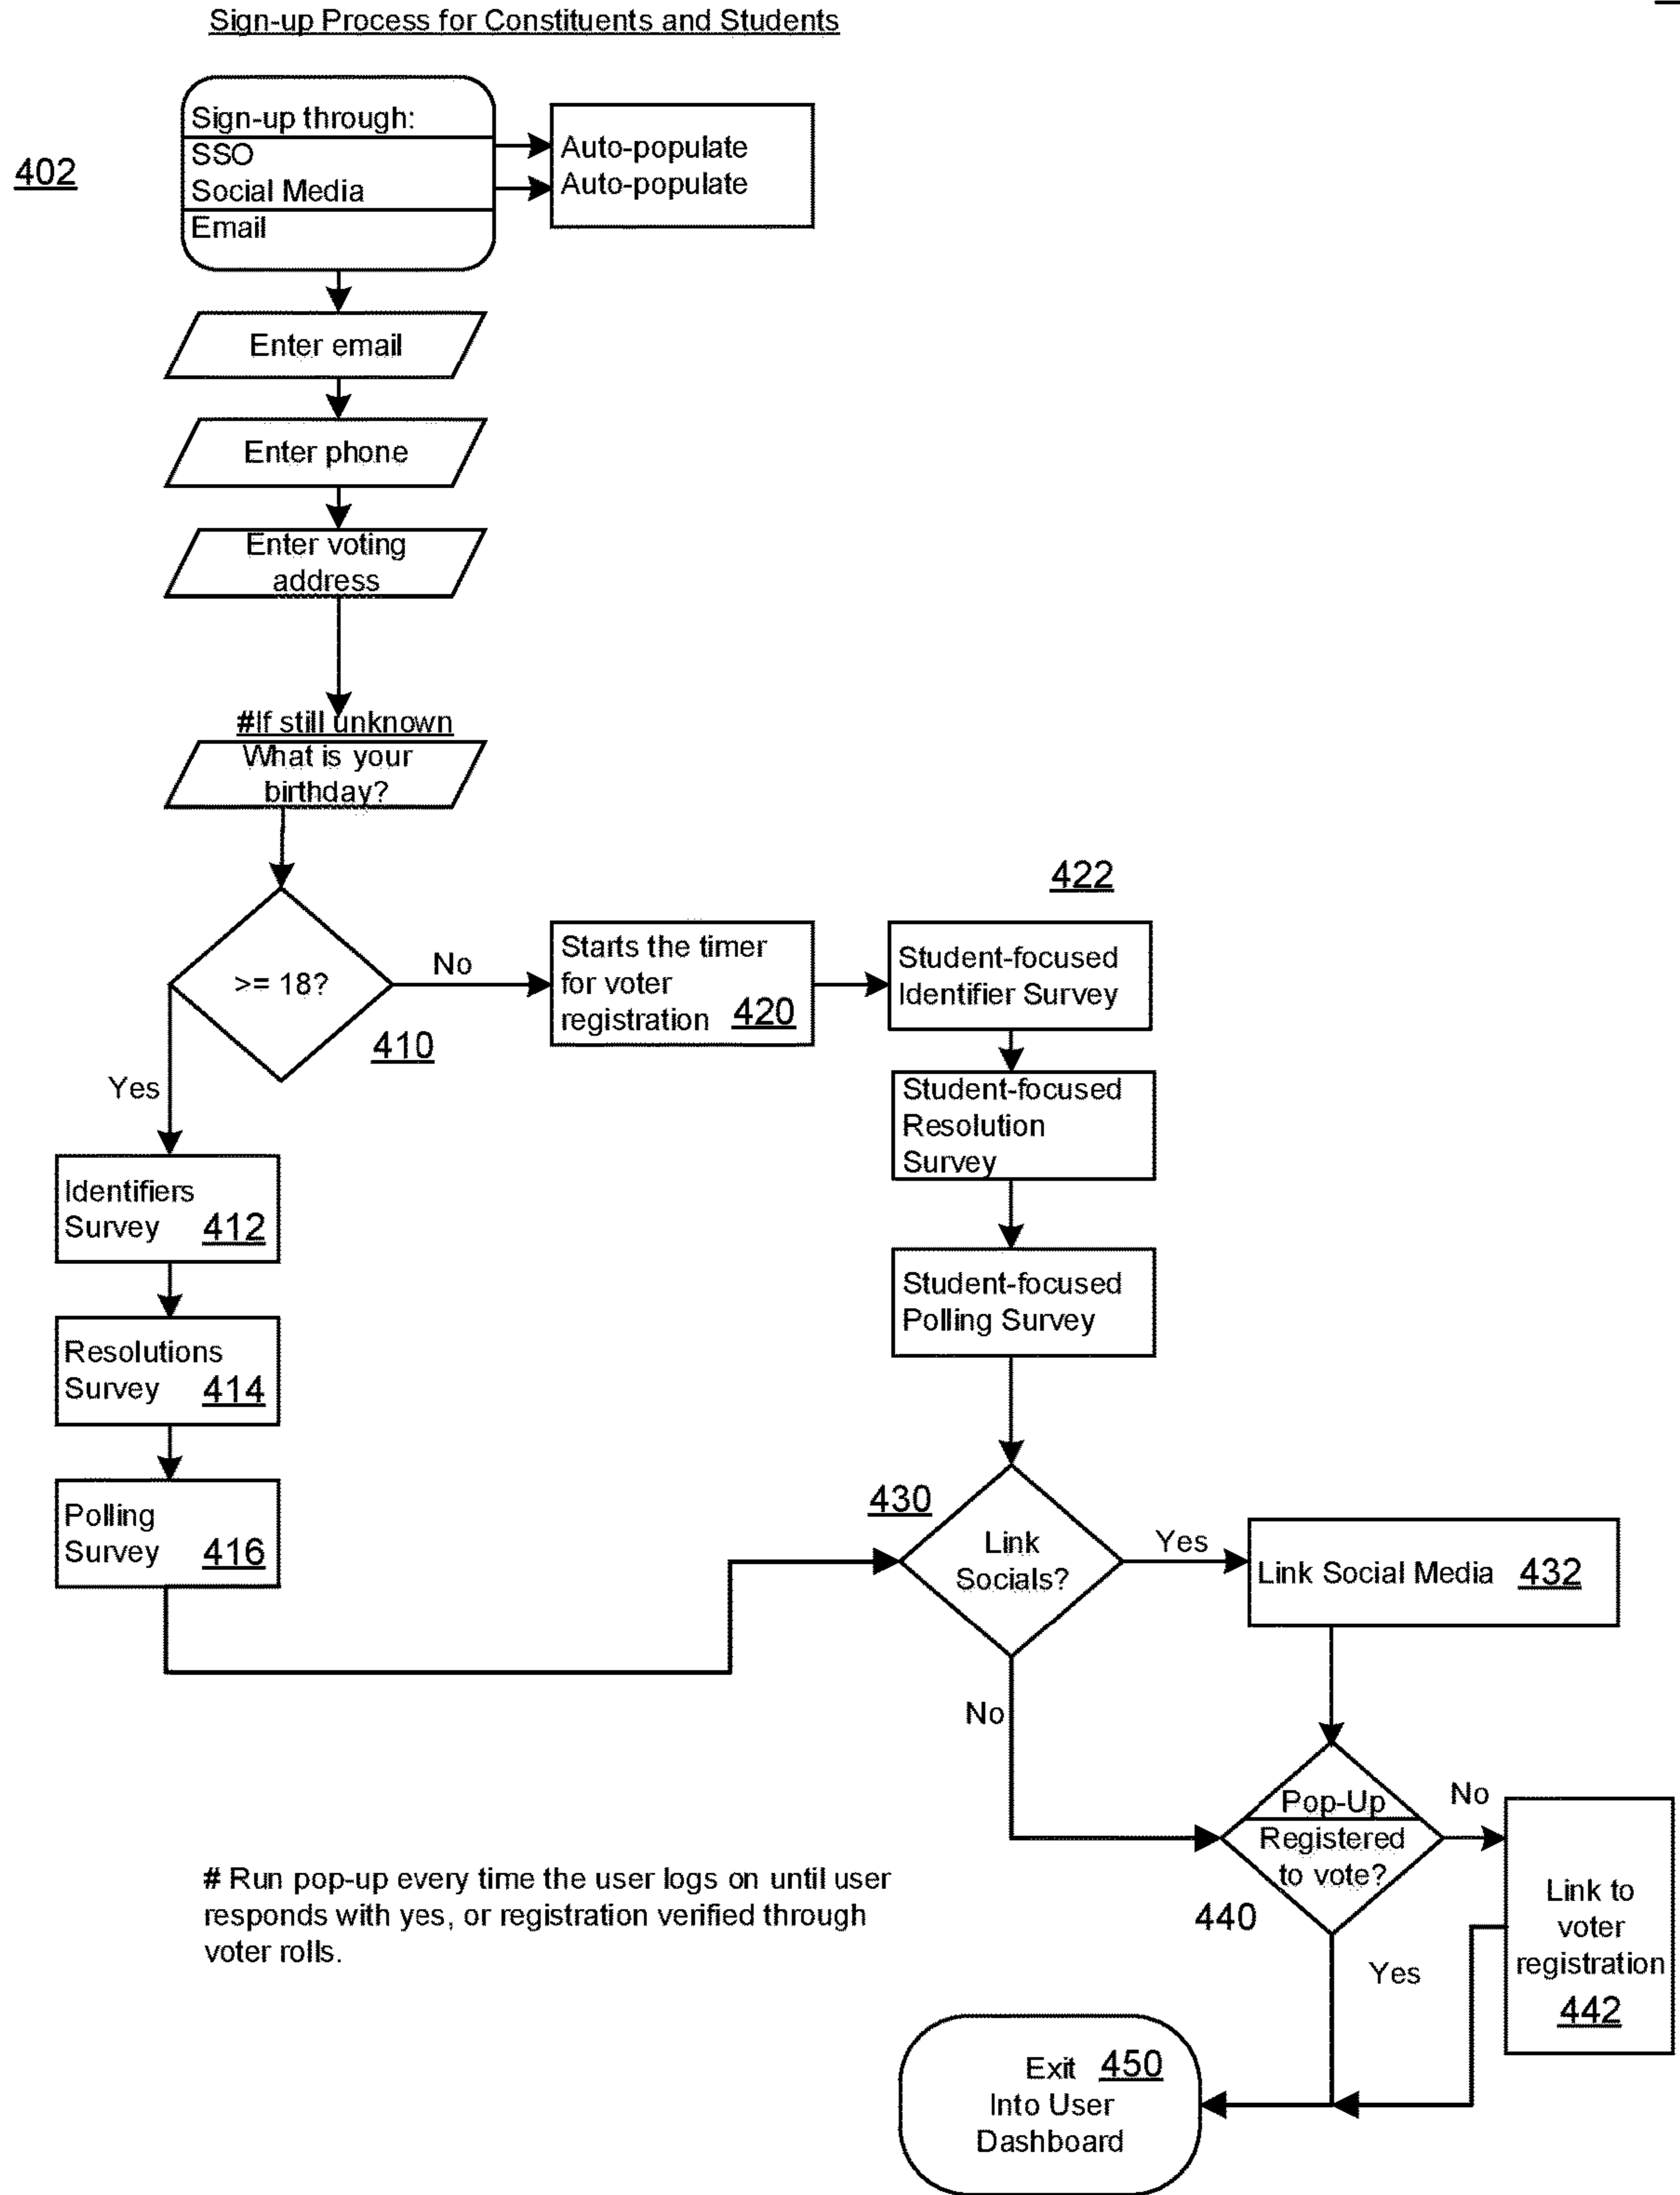 Sign-up Process for Constituents and Students
402
Sign-up through:
SSO
Social Media
Email
Auto-populate
Auto-populate
Enter email
Enter phone
Enter voting
address
#If still unknown
What is your
birthday?
>= 18?
410
No
Yes
Starts the timer
for voter
registration 420
422
Student-focused
Identifier Survey
Student-focused
Resolution
Survey
Student-focused
Polling Survey
Identifiers
Survey 412
Resolutions
Survey 414
Polling
Survey 416
430
Link
Socials?
Yes
No
Link Social Media 432
Pop-Up
Registered
to vote?
440
No
Yes
Link to
voter
registration
442
# Run pop-up every time the user logs on until user
responds with yes, or registration verified through
voter rolls.
Exit 450
Into User
Dashboard